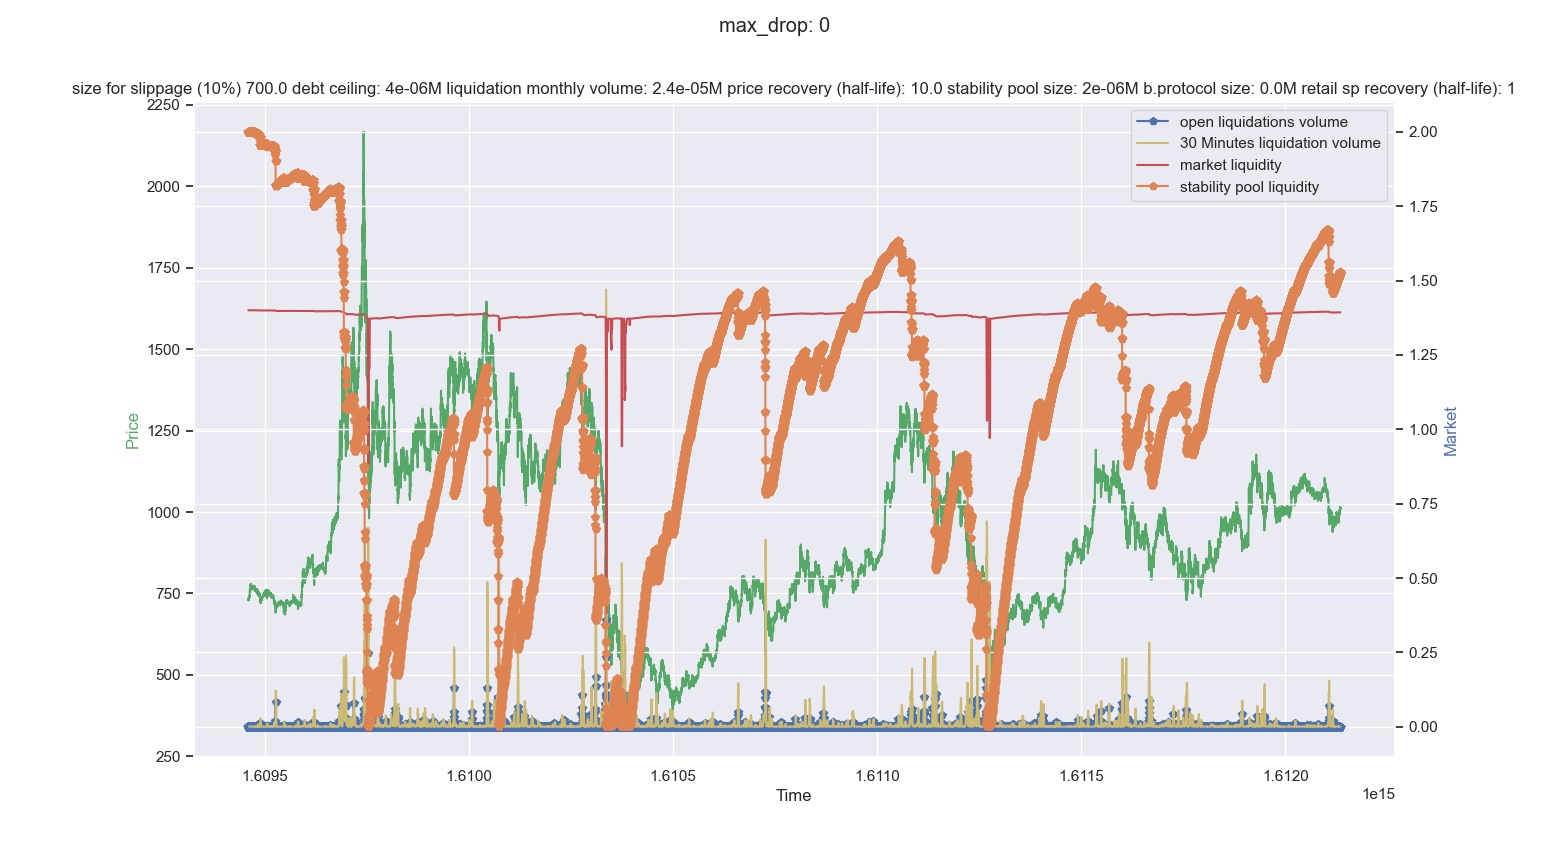 max_drop: 0
size for slippage (10%) 700.0 debt ceiling: 4e-06M liquidation monthly volume: 2.4e-05M price recovery (half-life): 10.0 stability pool size: 2e-06M b.protocol size: 0.0M retail sp recovery (half-life): 1
open liquidations volume
30 Minutes liquidation volume
market liquidity
stability pool liquidity
2250
2000
1750
1500
1250
1000
750
500
250
Price
2.00
1.75
1.50
1.25
1.00
0.75
0.50
0.25
0.00
Market
1.6095 1.6100 1.6105 1.6110 1.6115 1.6120
1e15
Time